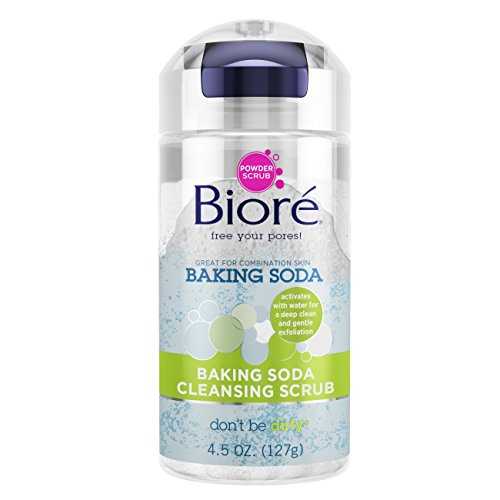 POWDER
SCRUB
Bioré
free your pores!
GREAT FOR COMBINATION SKIN
BAKING SODA
activates
with water for
a deep clean
and gentle
exfoliation
BAKING SODA
CLEANSING SCRUB
don't be dirty™
4.5 OZ. (127g)